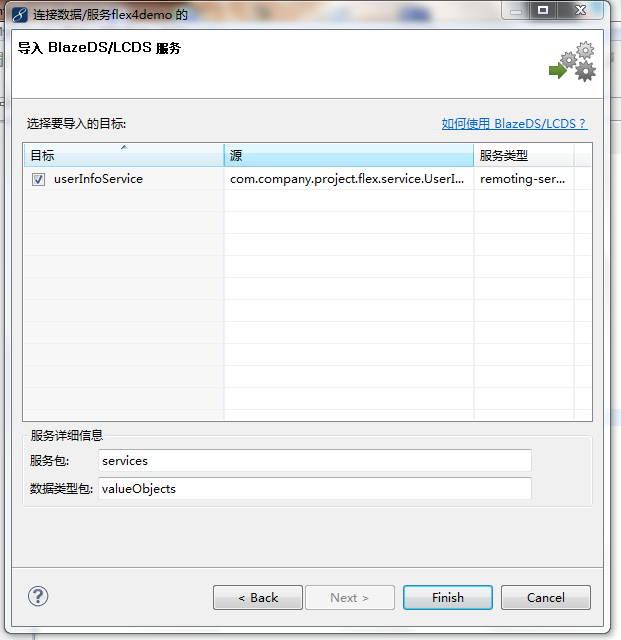 连接数据/服务flex4demo 的
导入 BlazeDS/LCDS 服务
选择要导入的目标:
如何使用 BlazeDS/LCDS ?
目标 源 服务类型
userInfoService com.company.project.flex.service.UserI... remoting-ser...
服务详细信息
服务包: services
数据类型包: valueObjects
< Back Next > Finish Cancel